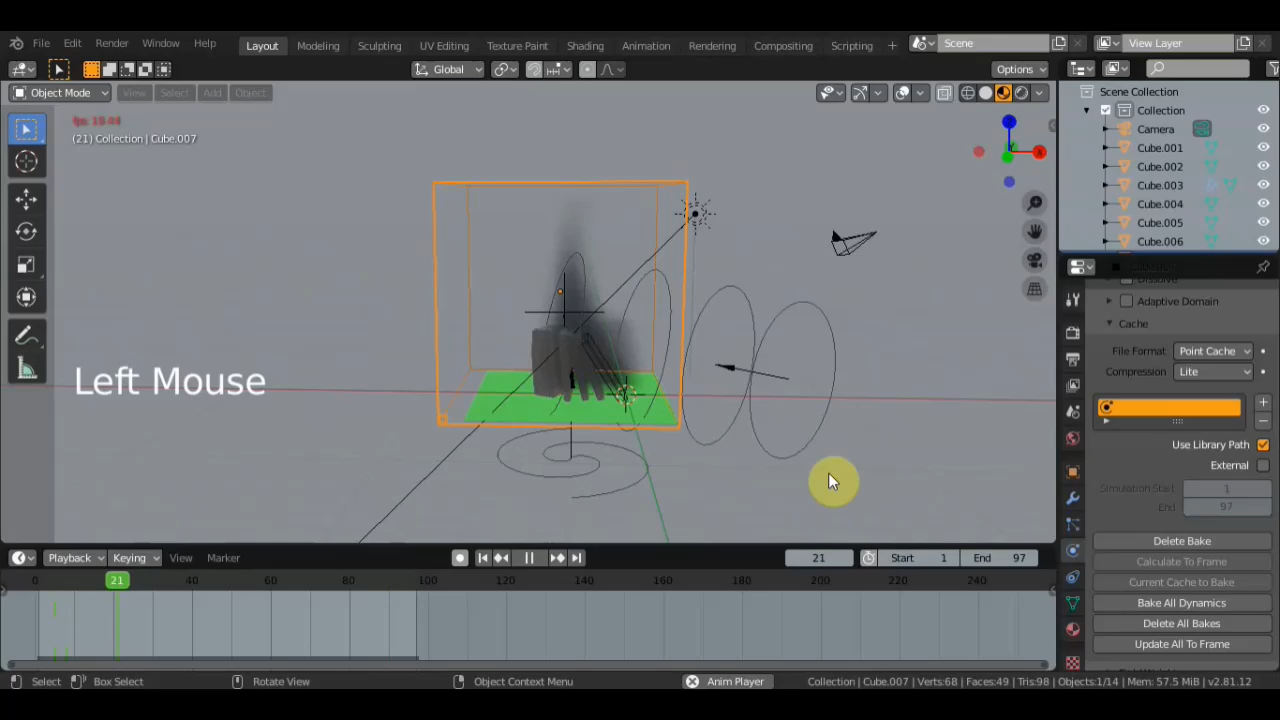 File Edit Render Window Help Layout Modeling Sculpting UV Editing Texture Paint Shading Animation Rendering Compositing Scripting + Scene View Layer
Global Options
Object Mode View Select Add Object
Scene Collection
Collection
Camera
Cube.001
Cube.002
Cube.003
Cube.004
Cube.005
Cube.006
fps: 19.44
(21) Collection | Cube.007
X
Left Mouse
Adaptive Domain
Cache
File Format Point Cache
Compression Lite
Use Library Path
External
Simulation Start 1
End 97
Delete Bake
Calculate To Frame
Current Cache to Bake
Bake All Dynamics
Delete All Bakes
Update All To Frame
Playback Keying View Marker 21 Start 1 End 97
0 21 40 60 80 100 120 140 160 180 200 220 240
Select Box Select Rotate View Object Context Menu Anim Player Collection | Cube.007 | Verts:68 | Faces:49 | Tris:98 | Objects:1/14 | Mem: 57.5 MiB | v2.81.12